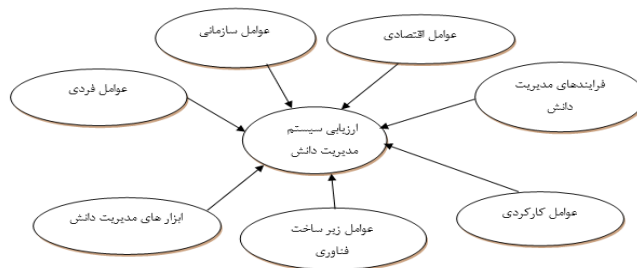 عوامل اقتصادی
عوامل سازمانی
فرایندهای مدیریت
دانش
عوامل فردی
ارزیابی سیستم
مدیریت دانش
عوامل کارکردی
عوامل زیر ساخت
فناوری
ابزار های مدیریت دانش